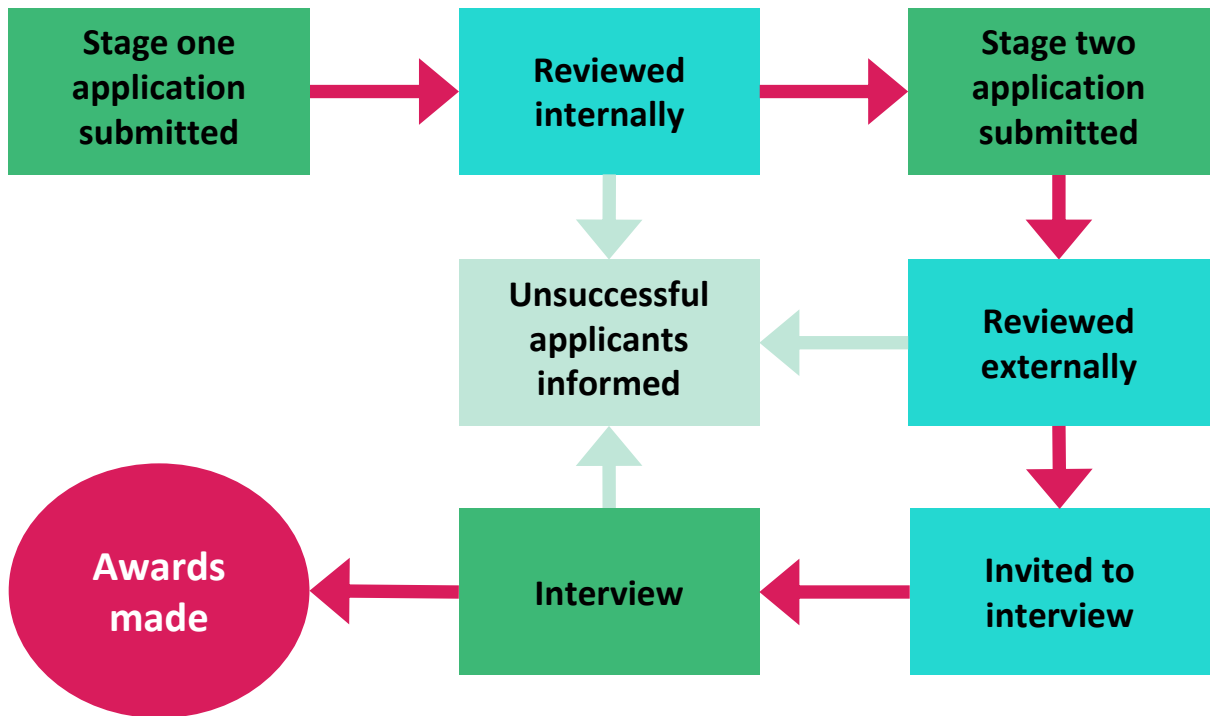 Stage one
application
submitted
Reviewed
internally
Stage two
application
submitted
Unsuccessful
applicants
informed
Reviewed
externally
Awards
made
Interview
Invited to
interview